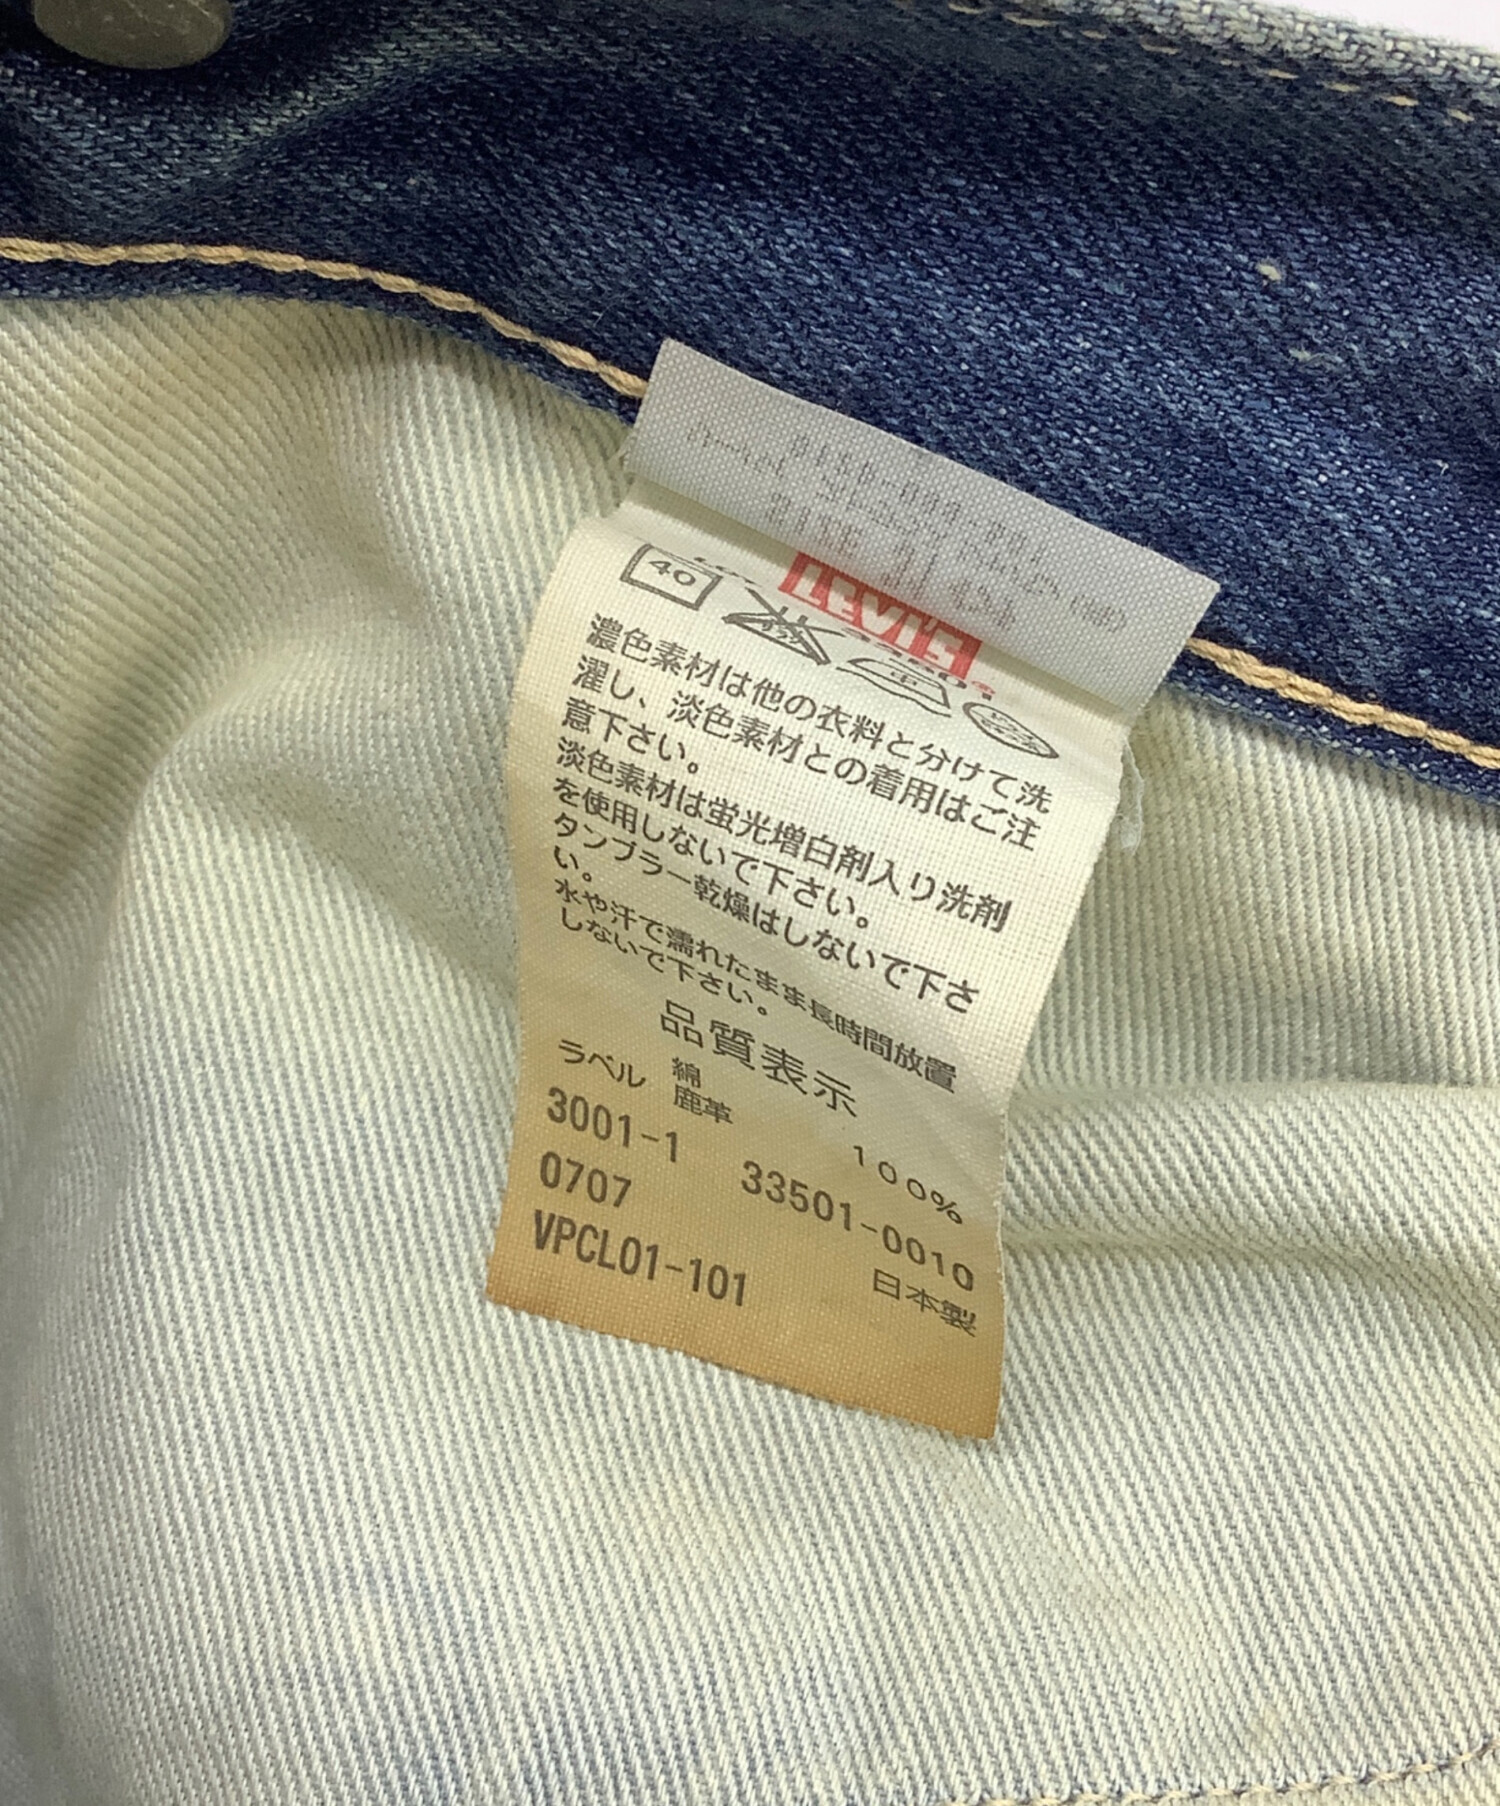 LEVI'S®
40
中
濃色素材は他の衣料と分けて洗
濯し、淡色素材との着用はご注
意下さい。
淡色素材は蛍光増白剤入り洗剤
を使用しないで下さい。
タンブラー乾燥はしないで下さ
い。
水や汗で濡れたまま長時間放置
しないで下さい。
品質表示
綿 100%
ラベル 鹿革
3001-1 33501-0010
0707 日本製
VPCL01-101